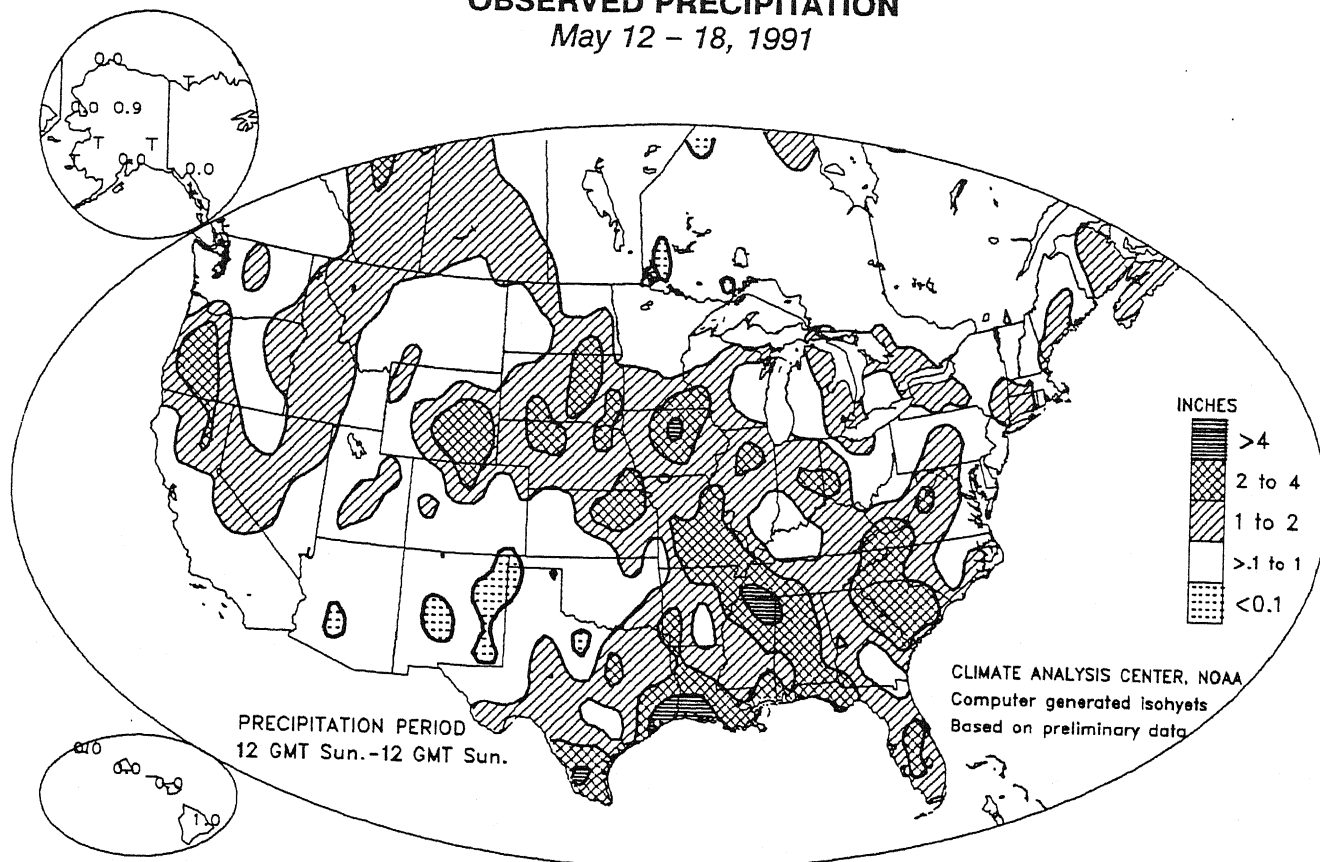 OBSERVED PRECIPITATION
May 12 – 18, 1991
0.0
T
0.0 0.9
T T
T 0.0 0.0
INCHES
>4
2 to 4
1 to 2
>.1 to 1
<0.1
CLIMATE ANALYSIS CENTER, NOAA
Computer generated isohyets
Based on preliminary data
PRECIPITATION PERIOD
12 GMT Sun.-12 GMT Sun.
0.0
0.0
0.0
1.0